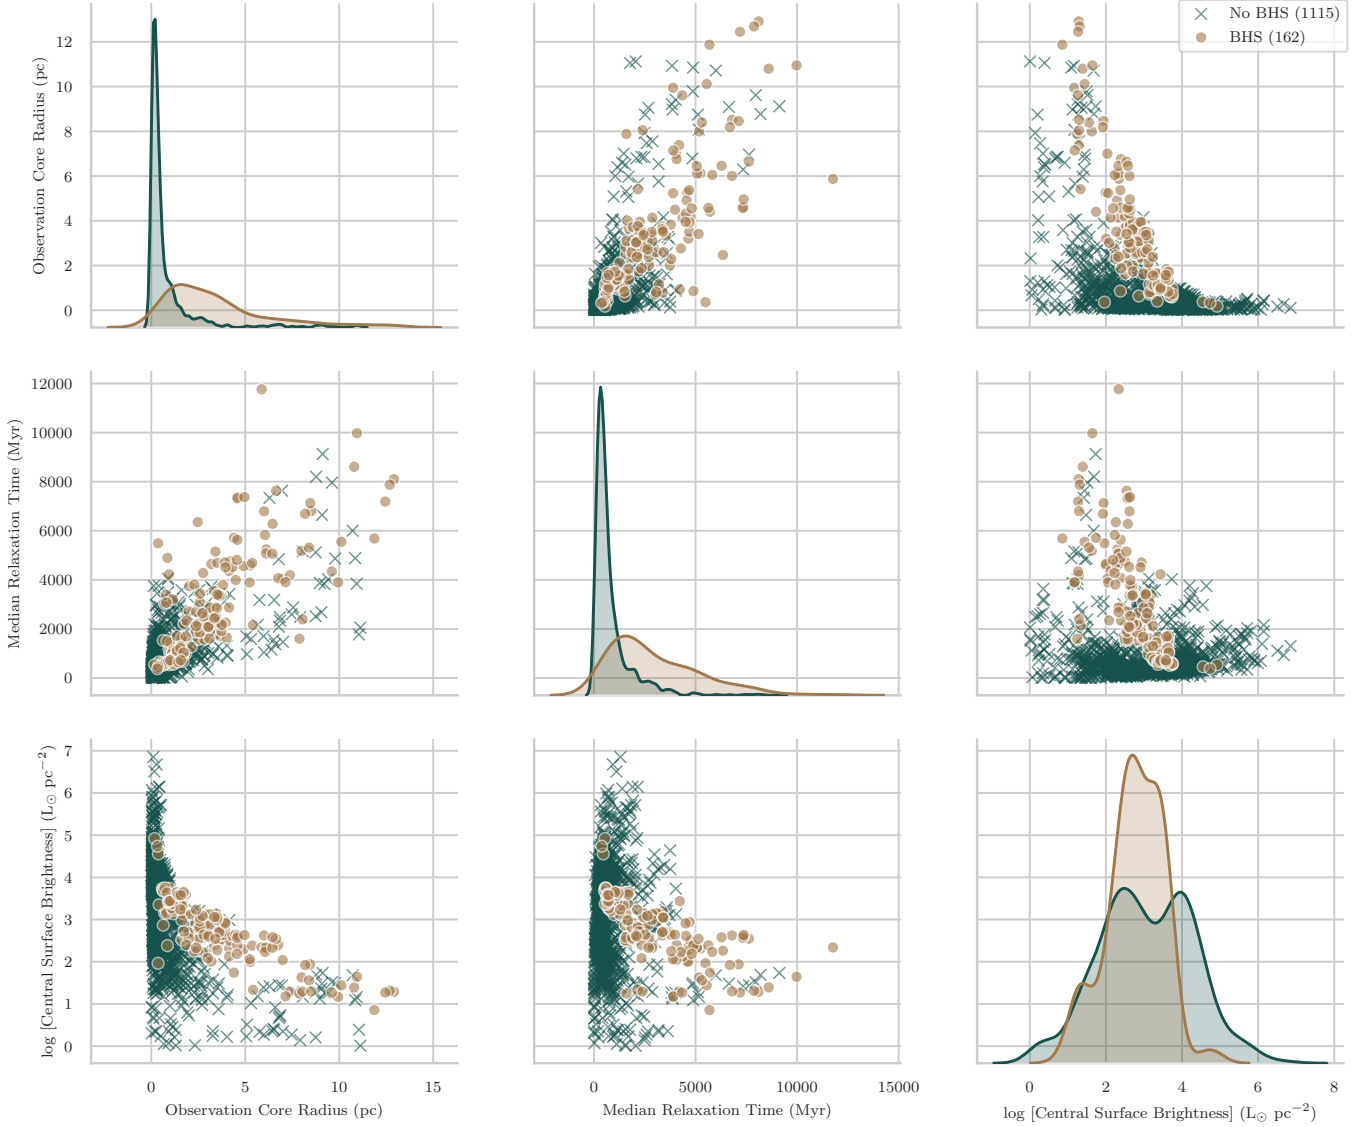 No BHS (1115)
BHS (162)
Observation Core Radius (pc)
12
10
8
6
4
2
0
Median Relaxation Time (Myr)
12000
10000
8000
6000
4000
2000
0
log [Central Surface Brightness] (L⊙ pc−2)
7
6
5
4
3
2
1
0
0 5 10 15
Observation Core Radius (pc)
0 5000 10000 15000
Median Relaxation Time (Myr)
0 2 4 6 8
log [Central Surface Brightness] (L⊙ pc−2)